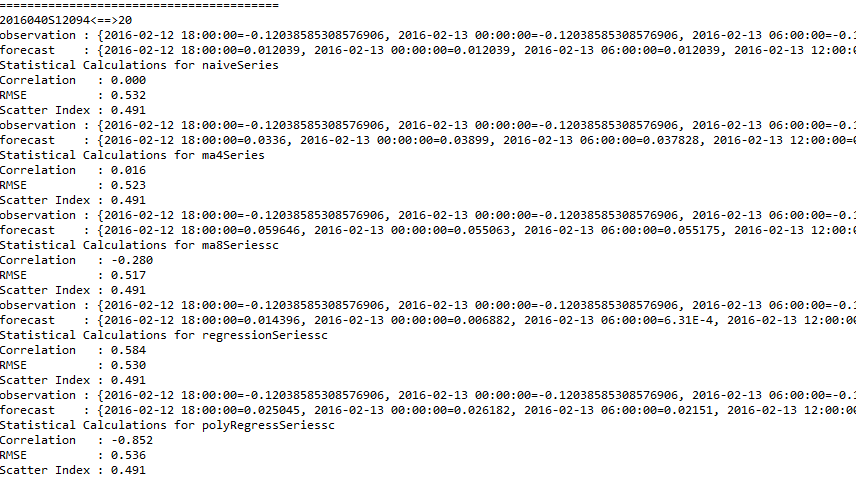 ========================================
2016040S12094<==>20
observation : {2016-02-12 18:00:00=-0.12038585308576906, 2016-02-13 00:00:00=-0.12038585308576906, 2016-02-13 06:00:00=-0.1
forecast    : {2016-02-12 18:00:00=0.012039, 2016-02-13 00:00:00=0.012039, 2016-02-13 06:00:00=0.012039, 2016-02-13 12:00:0
Statistical Calculations for naiveSeries
Correlation   : 0.000
RMSE          : 0.532
Scatter Index : 0.491
observation : {2016-02-12 18:00:00=-0.12038585308576906, 2016-02-13 00:00:00=-0.12038585308576906, 2016-02-13 06:00:00=-0.1
forecast    : {2016-02-12 18:00:00=0.0336, 2016-02-13 00:00:00=0.03899, 2016-02-13 06:00:00=0.037828, 2016-02-13 12:00:00=0
Statistical Calculations for ma4Series
Correlation   : 0.016
RMSE          : 0.523
Scatter Index : 0.491
observation : {2016-02-12 18:00:00=-0.12038585308576906, 2016-02-13 00:00:00=-0.12038585308576906, 2016-02-13 06:00:00=-0.1
forecast    : {2016-02-12 18:00:00=0.059646, 2016-02-13 00:00:00=0.055063, 2016-02-13 06:00:00=0.055175, 2016-02-13 12:00:0
Statistical Calculations for ma8Seriessc
Correlation   : -0.280
RMSE          : 0.517
Scatter Index : 0.491
observation : {2016-02-12 18:00:00=-0.12038585308576906, 2016-02-13 00:00:00=-0.12038585308576906, 2016-02-13 06:00:00=-0.1
forecast    : {2016-02-12 18:00:00=0.014396, 2016-02-13 00:00:00=0.006882, 2016-02-13 06:00:00=6.31E-4, 2016-02-13 12:00:00
Statistical Calculations for regressionSeriessc
Correlation   : 0.584
RMSE          : 0.530
Scatter Index : 0.491
observation : {2016-02-12 18:00:00=-0.12038585308576906, 2016-02-13 00:00:00=-0.12038585308576906, 2016-02-13 06:00:00=-0.1
forecast    : {2016-02-12 18:00:00=0.025045, 2016-02-13 00:00:00=0.026182, 2016-02-13 06:00:00=0.02151, 2016-02-13 12:00:00
Statistical Calculations for polyRegressSeriessc
Correlation   : -0.852
RMSE          : 0.536
Scatter Index : 0.491